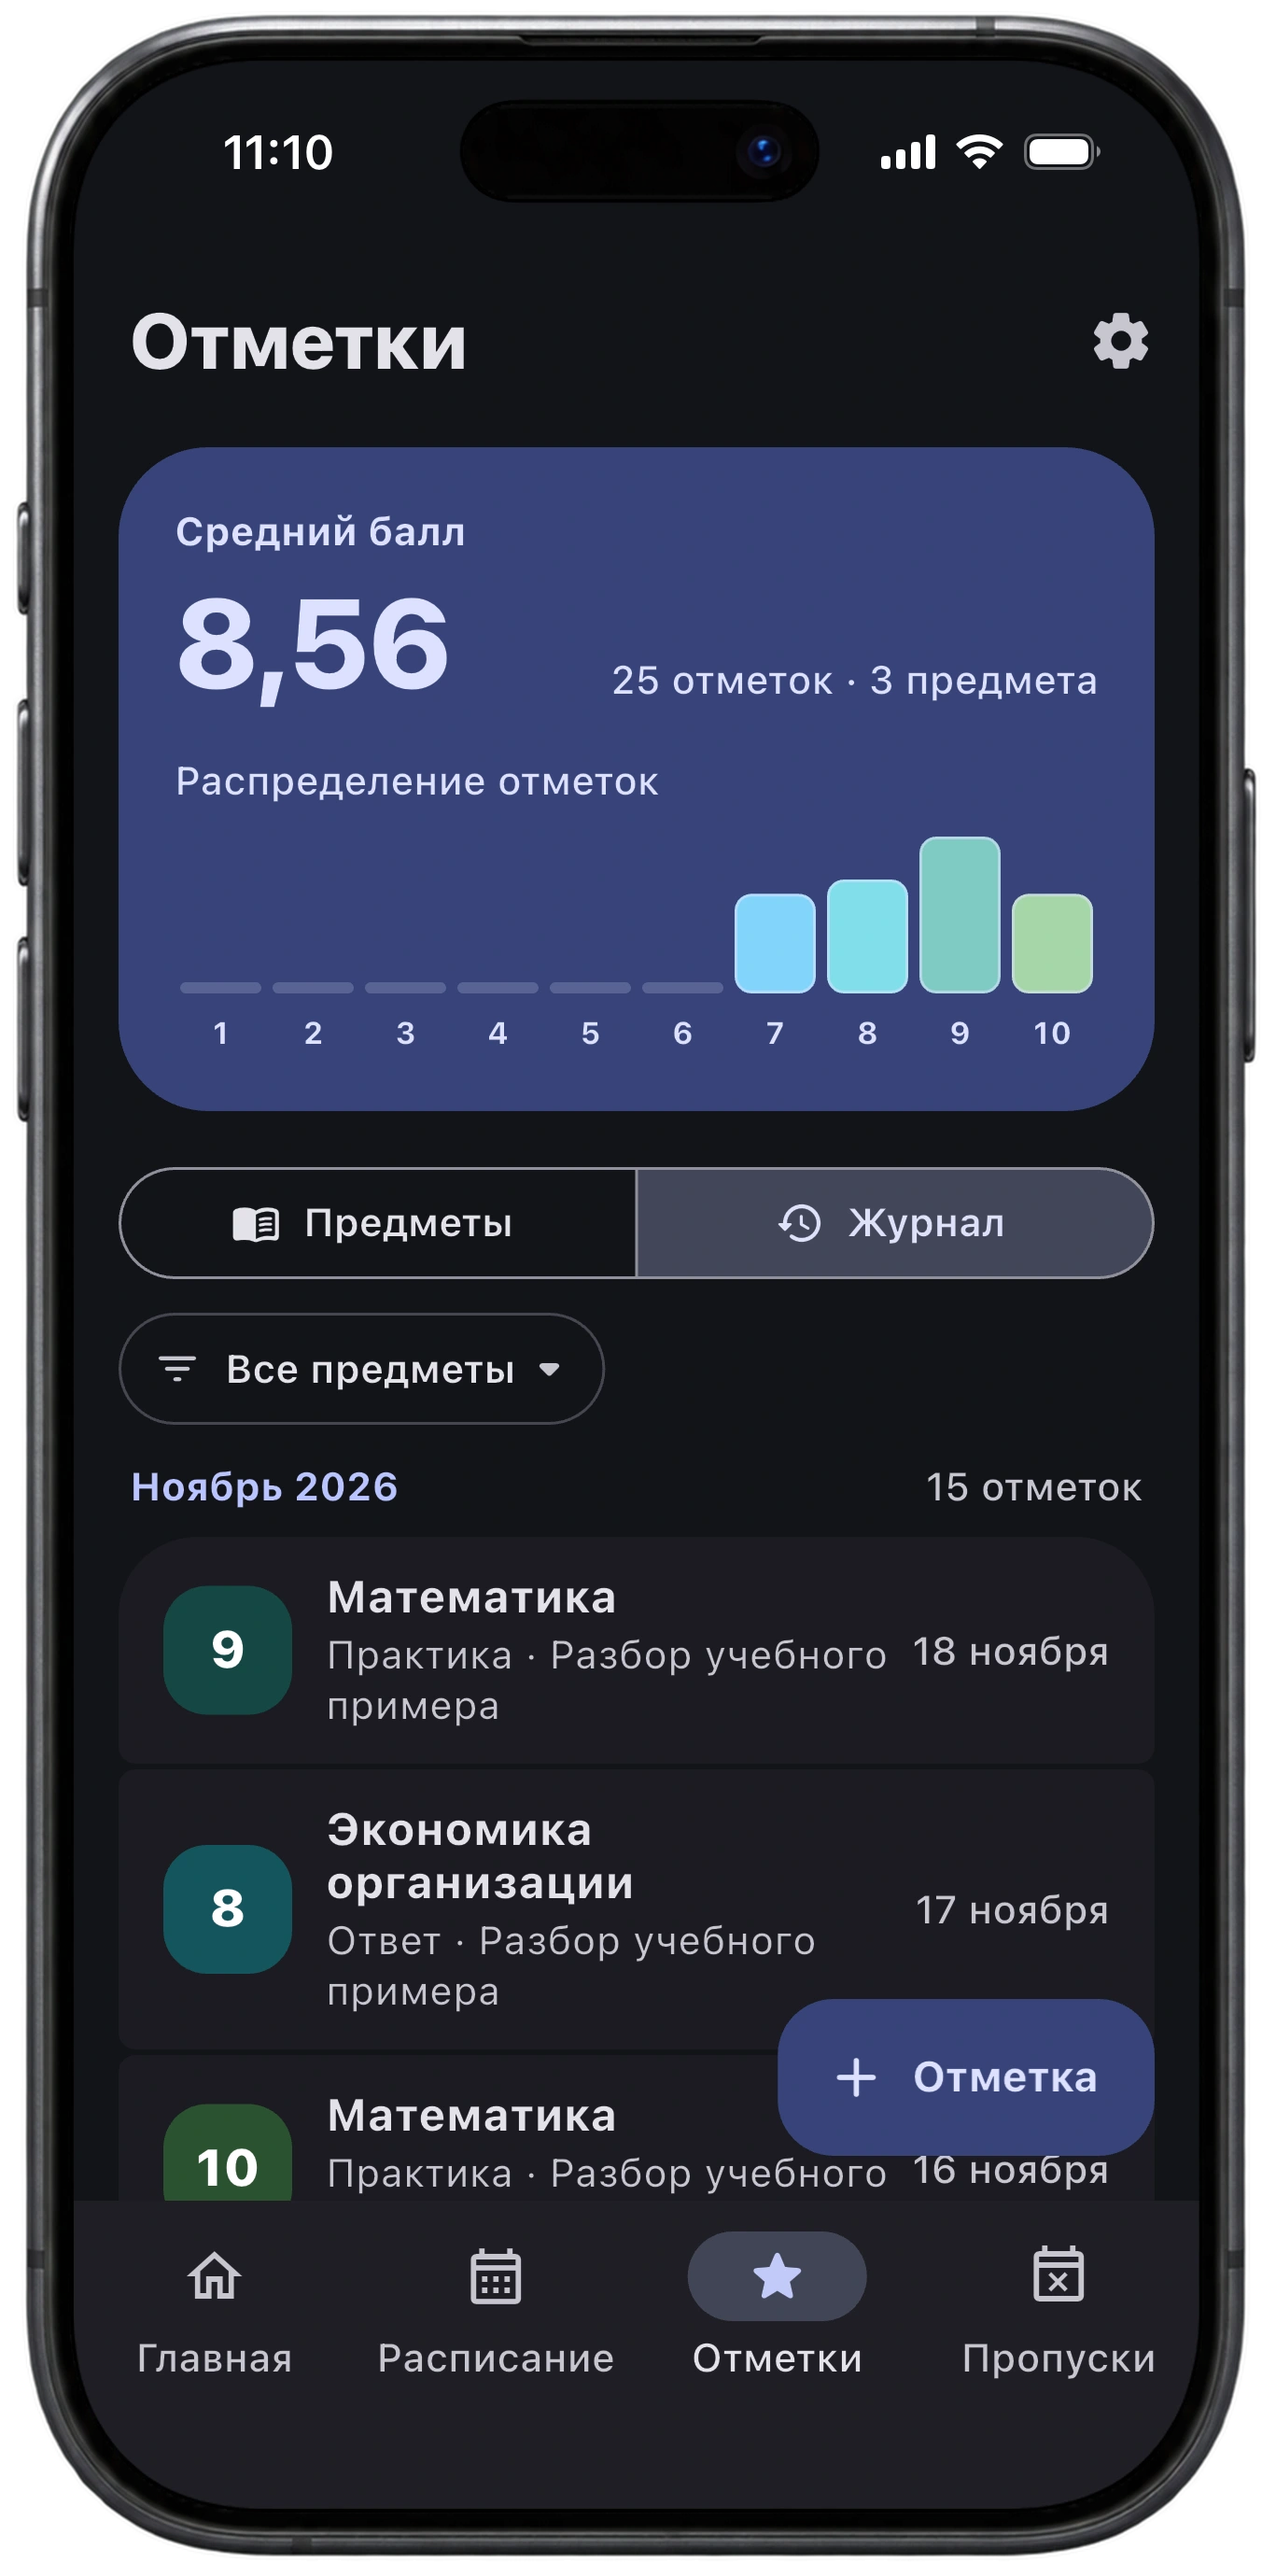 11:10
Отметки
Средний балл
8,56
25 отметок · 3 предмета
Распределение отметок
1 2 3 4 5 6 7 8 9 10
Предметы
Журнал
Все предметы
Ноябрь 2026
15 отметок
9
Математика
Практика · Разбор учебного
примера
18 ноября
8
Экономика
организации
Ответ · Разбор учебного
примера
17 ноября
Отметка
10
Математика
Практика · Разбор учебного
16 ноября
Главная
Расписание
Отметки
Пропуски